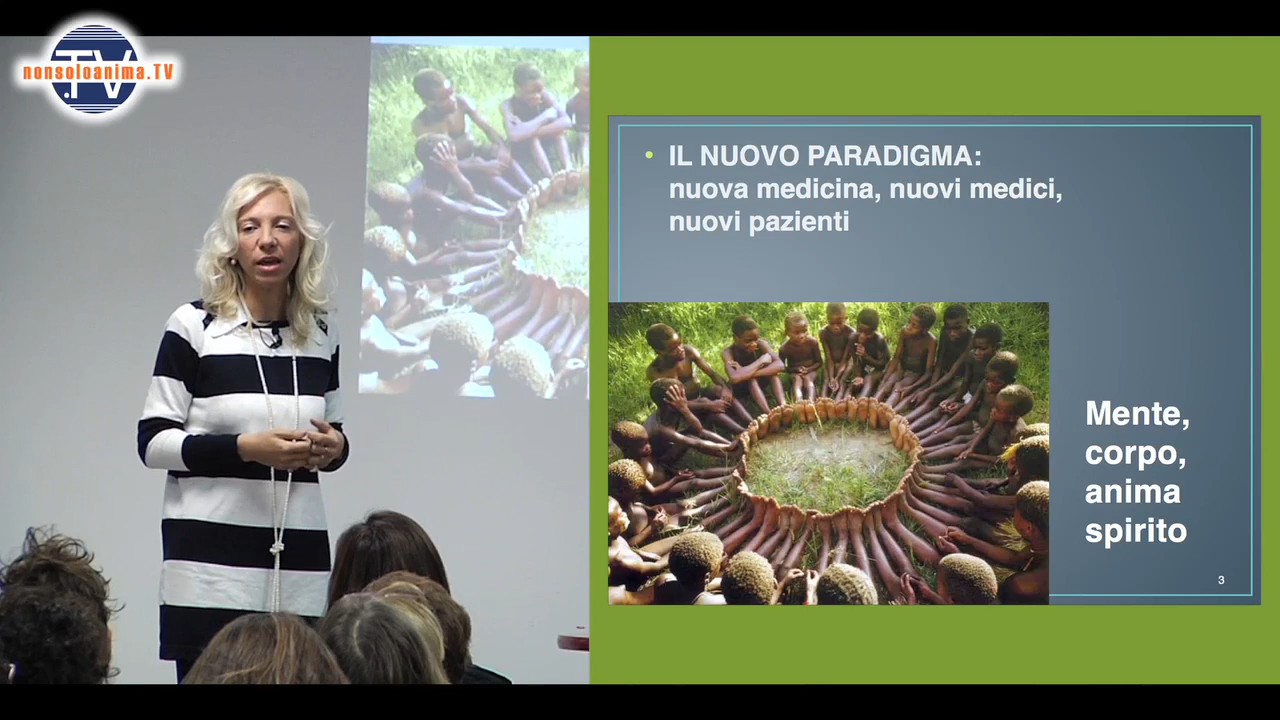 .TV
nonsoloanima.TV
• IL NUOVO PARADIGMA:
nuova medicina, nuovi medici,
nuovi pazienti
Mente,
corpo,
anima
spirito
3